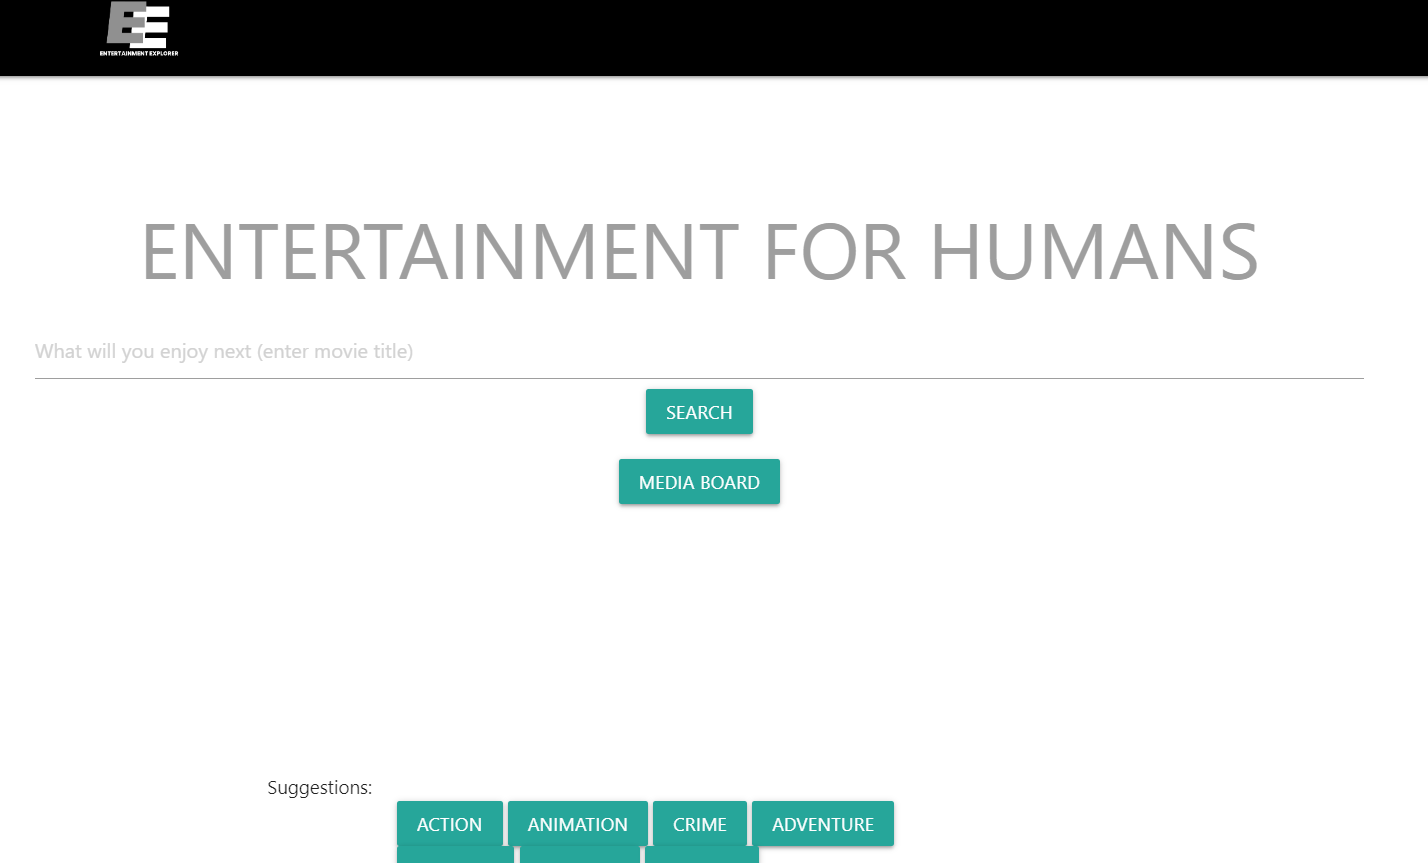 EE
ENTERTAINMENT EXPLORER
ENTERTAINMENT FOR HUMANS
What will you enjoy next (enter movie title)
SEARCH
MEDIA BOARD
Suggestions:
ACTION ANIMATION CRIME ADVENTURE